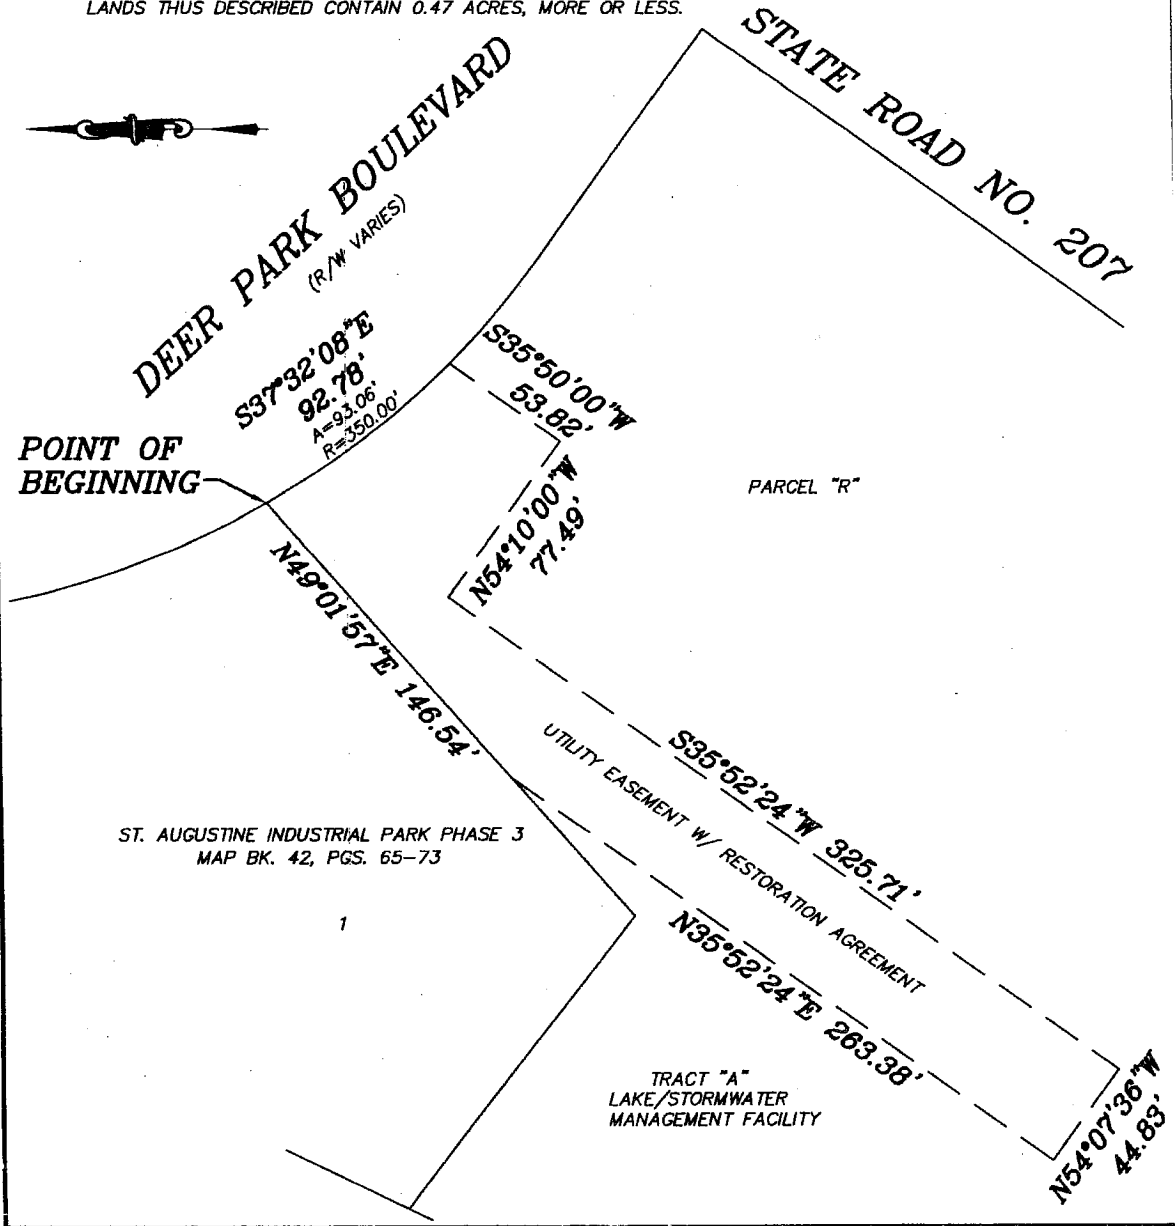 LANDS THUS DESCRIBED CONTAIN 0.47 ACRES, MORE OR LESS.
STATE ROAD NO. 207
DEER PARK BOULEVARD
(R/W VARIES)
S37°32'08"E
92.78'
A=93.06'
R=350.00'
S35°50'00"W
53.82'
POINT OF
BEGINNING
N54°10'00"W
77.49'
PARCEL "R"
N49°01'57"E 146.54'
S35°52'24"W 325.71'
UTILITY EASEMENT W/ RESTORATION AGREEMENT
ST. AUGUSTINE INDUSTRIAL PARK PHASE 3
MAP BK. 42, PGS. 65-73
1
N35°52'24"E 263.38'
TRACT "A"
LAKE/STORMWATER
MANAGEMENT FACILITY
N54°07'36"W
44.83'